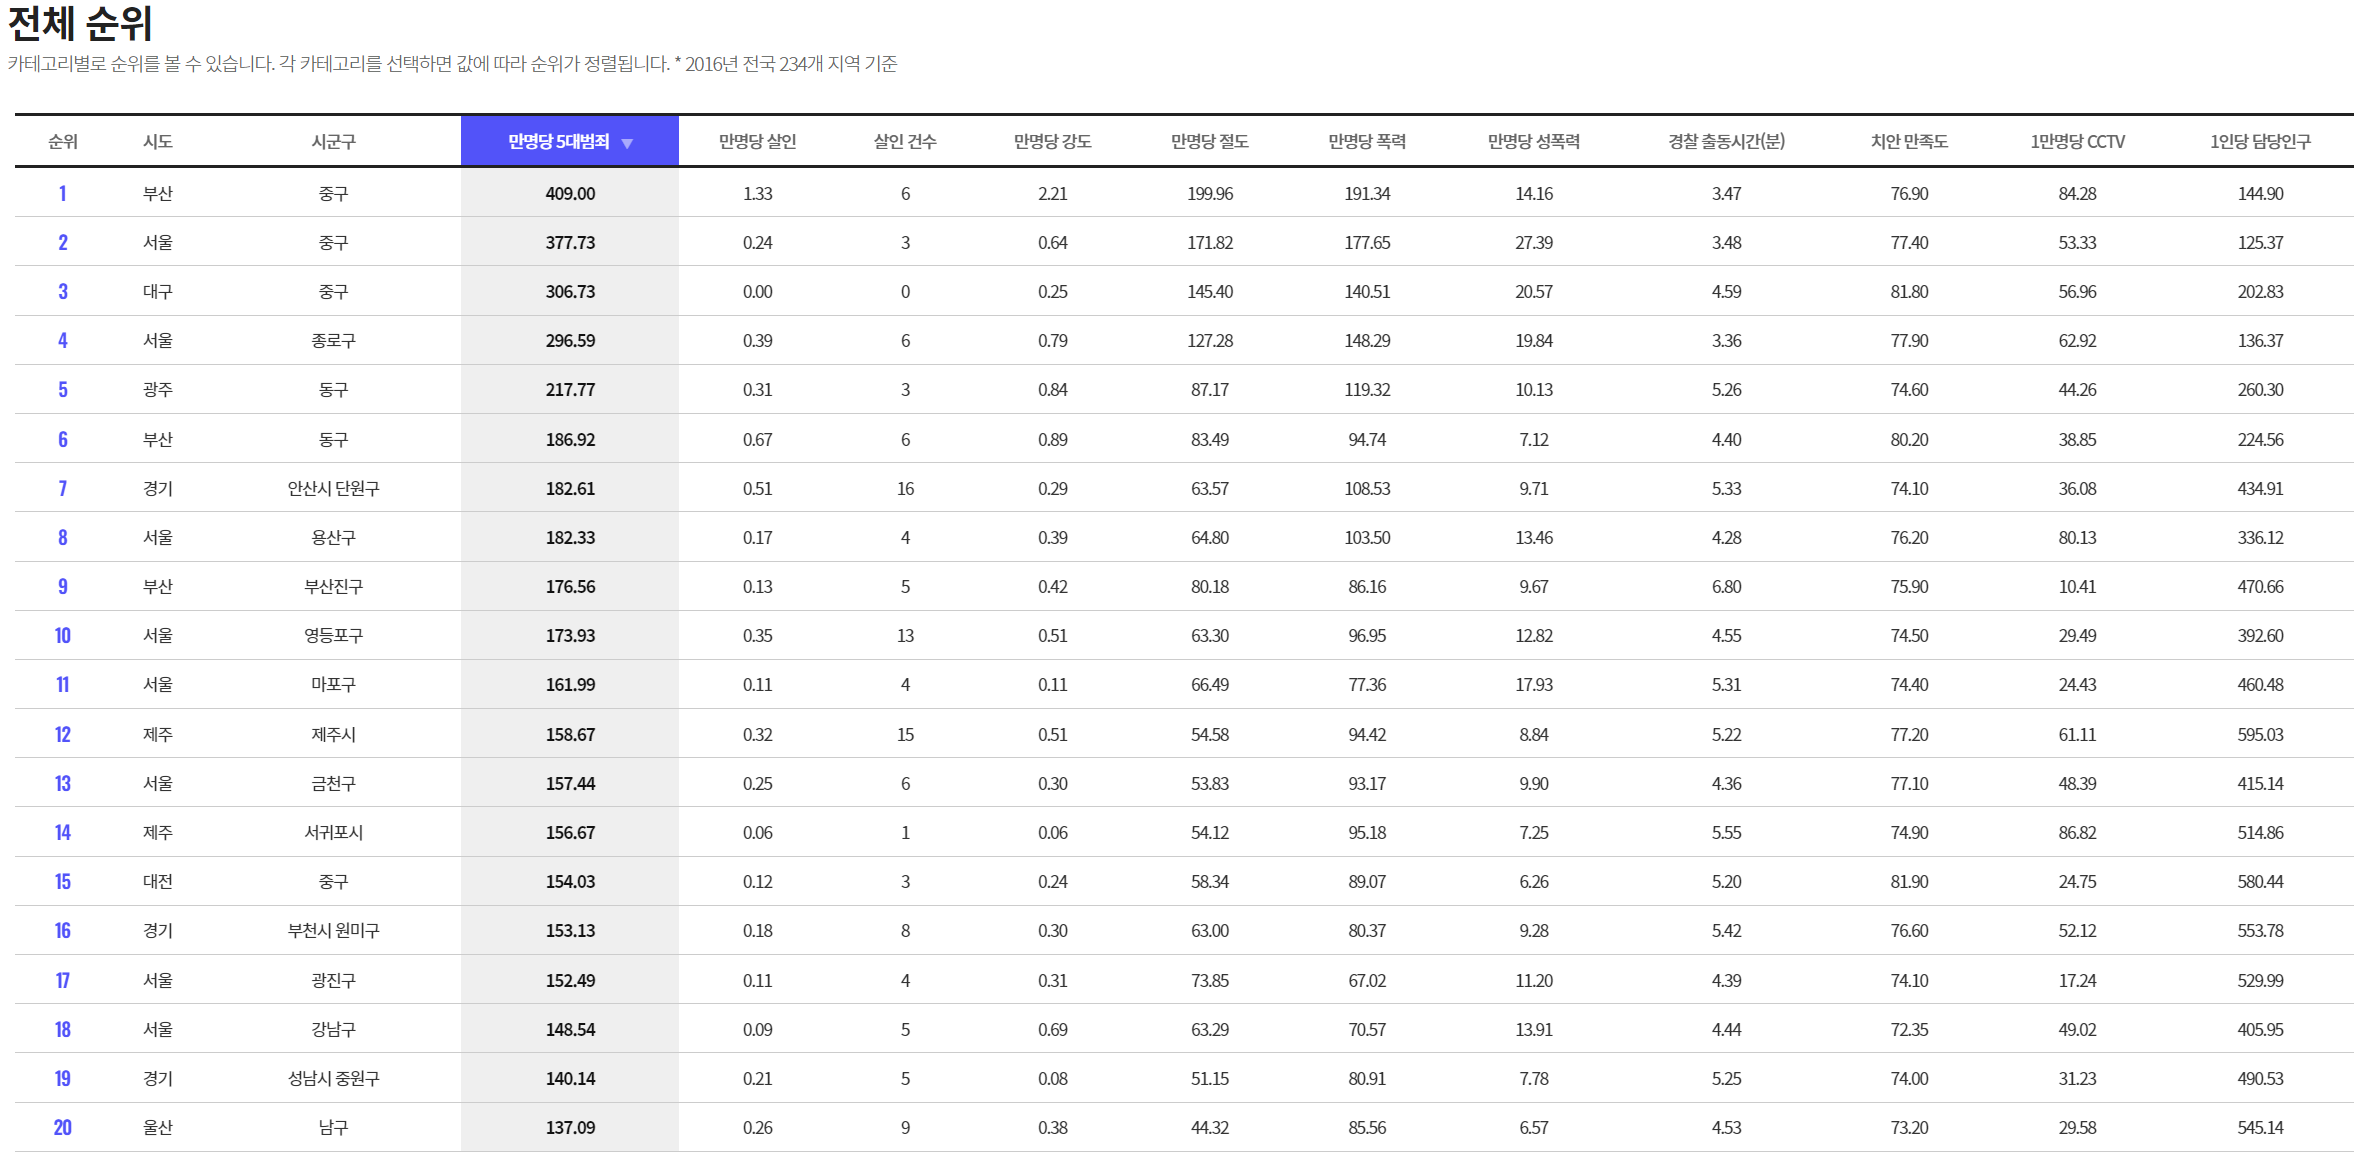 전체 순위
카테고리별로 순위를 볼 수 있습니다. 각 카테고리를 선택하면 값에 따라 순위가 정렬됩니다. * 2016년 전국 234개 지역 기준
순위 시도 시군구 만명당 5대범죄 ▼ 만명당 살인 살인 건수 만명당 강도 만명당 절도 만명당 폭력 만명당 성폭력 경찰 출동시간(분) 치안 만족도 1만명당 CCTV 1인당 담당인구
1 부산 중구 409.00 1.33 6 2.21 199.96 191.34 14.16 3.47 76.90 84.28 144.90
2 서울 중구 377.73 0.24 3 0.64 171.82 177.65 27.39 3.48 77.40 53.33 125.37
3 대구 중구 306.73 0.00 0 0.25 145.40 140.51 20.57 4.59 81.80 56.96 202.83
4 서울 종로구 296.59 0.39 6 0.79 127.28 148.29 19.84 3.36 77.90 62.92 136.37
5 광주 동구 217.77 0.31 3 0.84 87.17 119.32 10.13 5.26 74.60 44.26 260.30
6 부산 동구 186.92 0.67 6 0.89 83.49 94.74 7.12 4.40 80.20 38.85 224.56
7 경기 안산시 단원구 182.61 0.51 16 0.29 63.57 108.53 9.71 5.33 74.10 36.08 434.91
8 서울 용산구 182.33 0.17 4 0.39 64.80 103.50 13.46 4.28 76.20 80.13 336.12
9 부산 부산진구 176.56 0.13 5 0.42 80.18 86.16 9.67 6.80 75.90 10.41 470.66
10 서울 영등포구 173.93 0.35 13 0.51 63.30 96.95 12.82 4.55 74.50 29.49 392.60
11 서울 마포구 161.99 0.11 4 0.11 66.49 77.36 17.93 5.31 74.40 24.43 460.48
12 제주 제주시 158.67 0.32 15 0.51 54.58 94.42 8.84 5.22 77.20 61.11 595.03
13 서울 금천구 157.44 0.25 6 0.30 53.83 93.17 9.90 4.36 77.10 48.39 415.14
14 제주 서귀포시 156.67 0.06 1 0.06 54.12 95.18 7.25 5.55 74.90 86.82 514.86
15 대전 중구 154.03 0.12 3 0.24 58.34 89.07 6.26 5.20 81.90 24.75 580.44
16 경기 부천시 원미구 153.13 0.18 8 0.30 63.00 80.37 9.28 5.42 76.60 52.12 553.78
17 서울 광진구 152.49 0.11 4 0.31 73.85 67.02 11.20 4.39 74.10 17.24 529.99
18 서울 강남구 148.54 0.09 5 0.69 63.29 70.57 13.91 4.44 72.35 49.02 405.95
19 경기 성남시 중원구 140.14 0.21 5 0.08 51.15 80.91 7.78 5.25 74.00 31.23 490.53
20 울산 남구 137.09 0.26 9 0.38 44.32 85.56 6.57 4.53 73.20 29.58 545.14